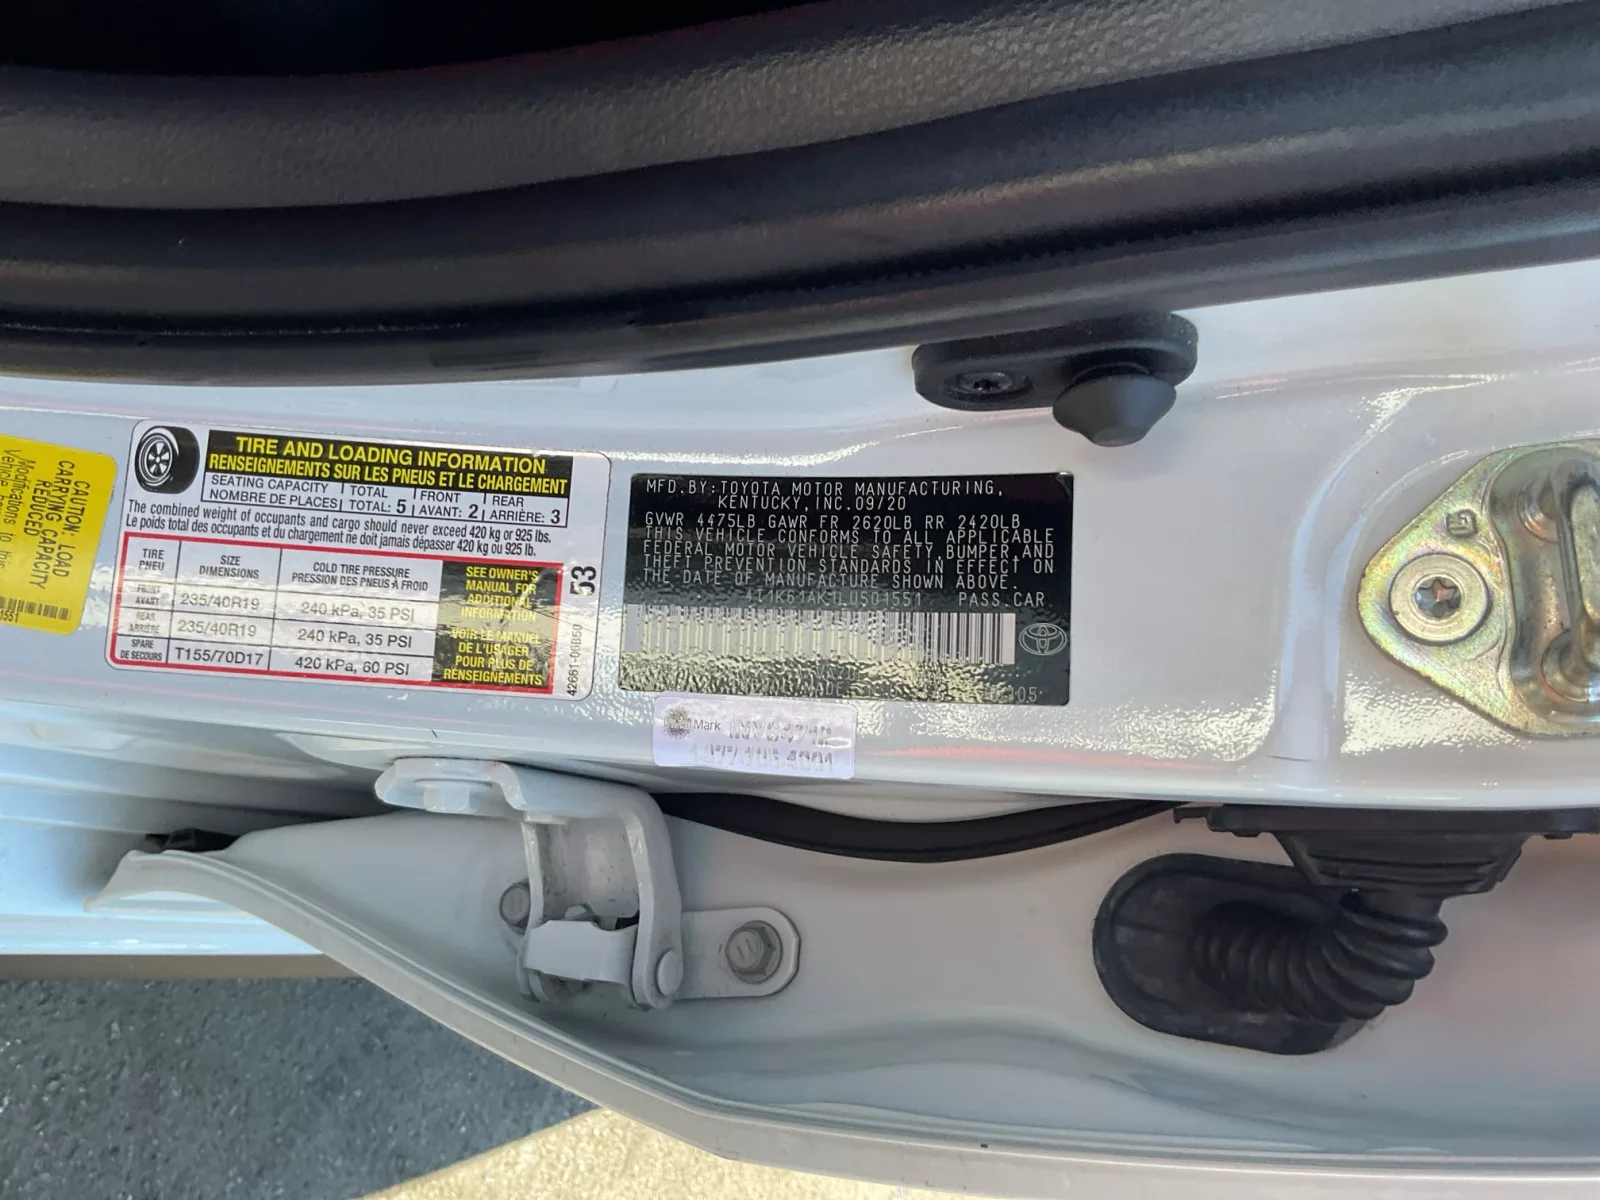 CAUTION: LOAD
CARRYING CAPACITY
REDUCED
Modifications to this
1551
TIRE AND LOADING INFORMATION
RENSEIGNEMENTS SUR LES PNEUS ET LE CHARGEMENT
SEATING CAPACITY TOTAL FRONT REAR
NOMBRE DE PLACES TOTAL: 5 AVANT: 2 ARRIÈRE: 3
The combined weight of occupants and cargo should never exceed 420 kg or 925 lbs.
Le poids total des occupants et du chargement ne doit jamais dépasser 420 kg ou 925 lb.
TIRE
PNEU
SIZE
DIMENSIONS
COLD TIRE PRESSURE
PRESSION DES PNEUS À FROID
FRONT
AVANT
235/40R19
240 kPa, 35 PSI
REAR
ARRIÈRE
235/40R19
240 kPa, 35 PSI
SPARE
DE SECOURS
T155/70D17
420 kPa, 60 PSI
SEE OWNER'S
MANUAL FOR
ADDITIONAL
INFORMATION
VOIR LE MANUEL
DE L'USAGER
POUR PLUS DE
RENSEIGNEMENTS
53
42661-06B50
MFD.BY:TOYOTA MOTOR MANUFACTURING,
KENTUCKY,INC.09/20
GVWR 4475LB GAWR FR 2620LB RR 2420LB
THIS VEHICLE CONFORMS TO ALL APPLICABLE
FEDERAL MOTOR VEHICLE SAFETY,BUMPER,AND
THEFT PREVENTION STANDARDS IN EFFECT ON
THE DATE OF MANUFACTURE SHOWN ABOVE.
4T1K61AK1LU501551 PASS.CAR
Mark